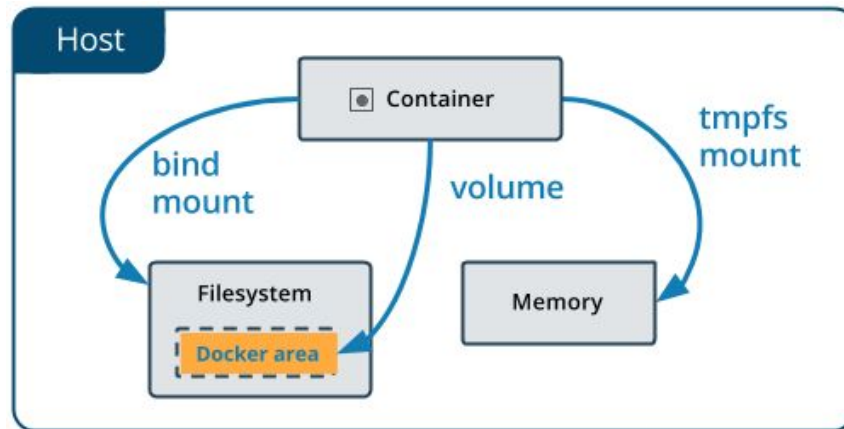 Host
Container
bind
mount
volume
tmpfs
mount
Filesystem
Docker area
Memory